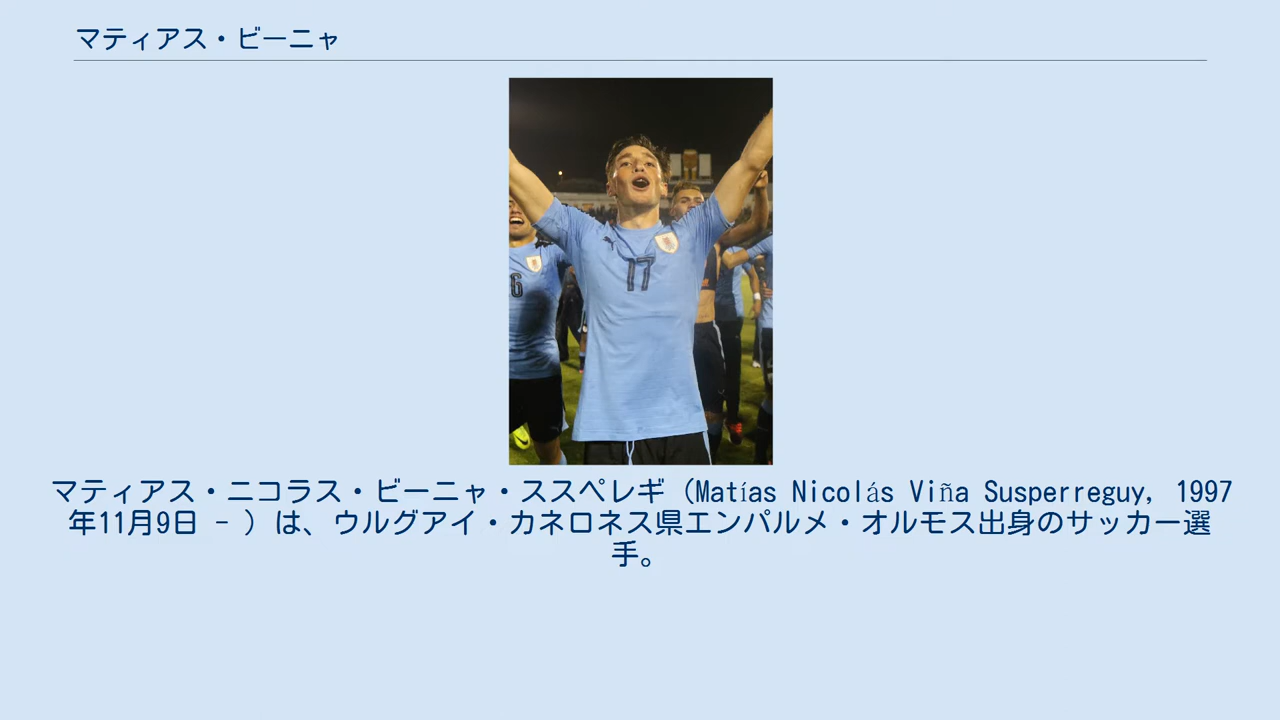 マティアス・ビーニャ
17
6
マティアス・ニコラス・ビーニャ・ススペレギ（Matías Nicolás Viña Susperreguy, 1997
年11月9日 - ）は、ウルグアイ・カネロネス県エンパルメ・オルモス出身のサッカー選
手。